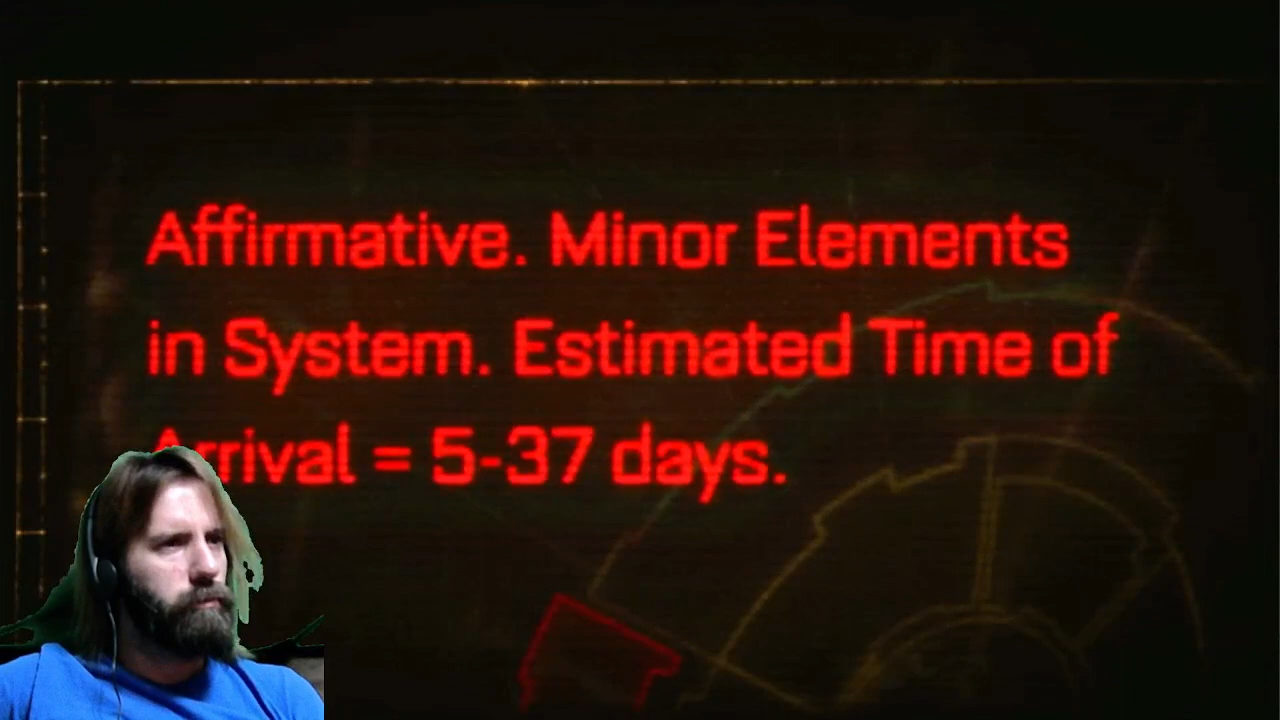 Affirmative. Minor Elements
in System. Estimated Time of
Arrival = 5-37 days.